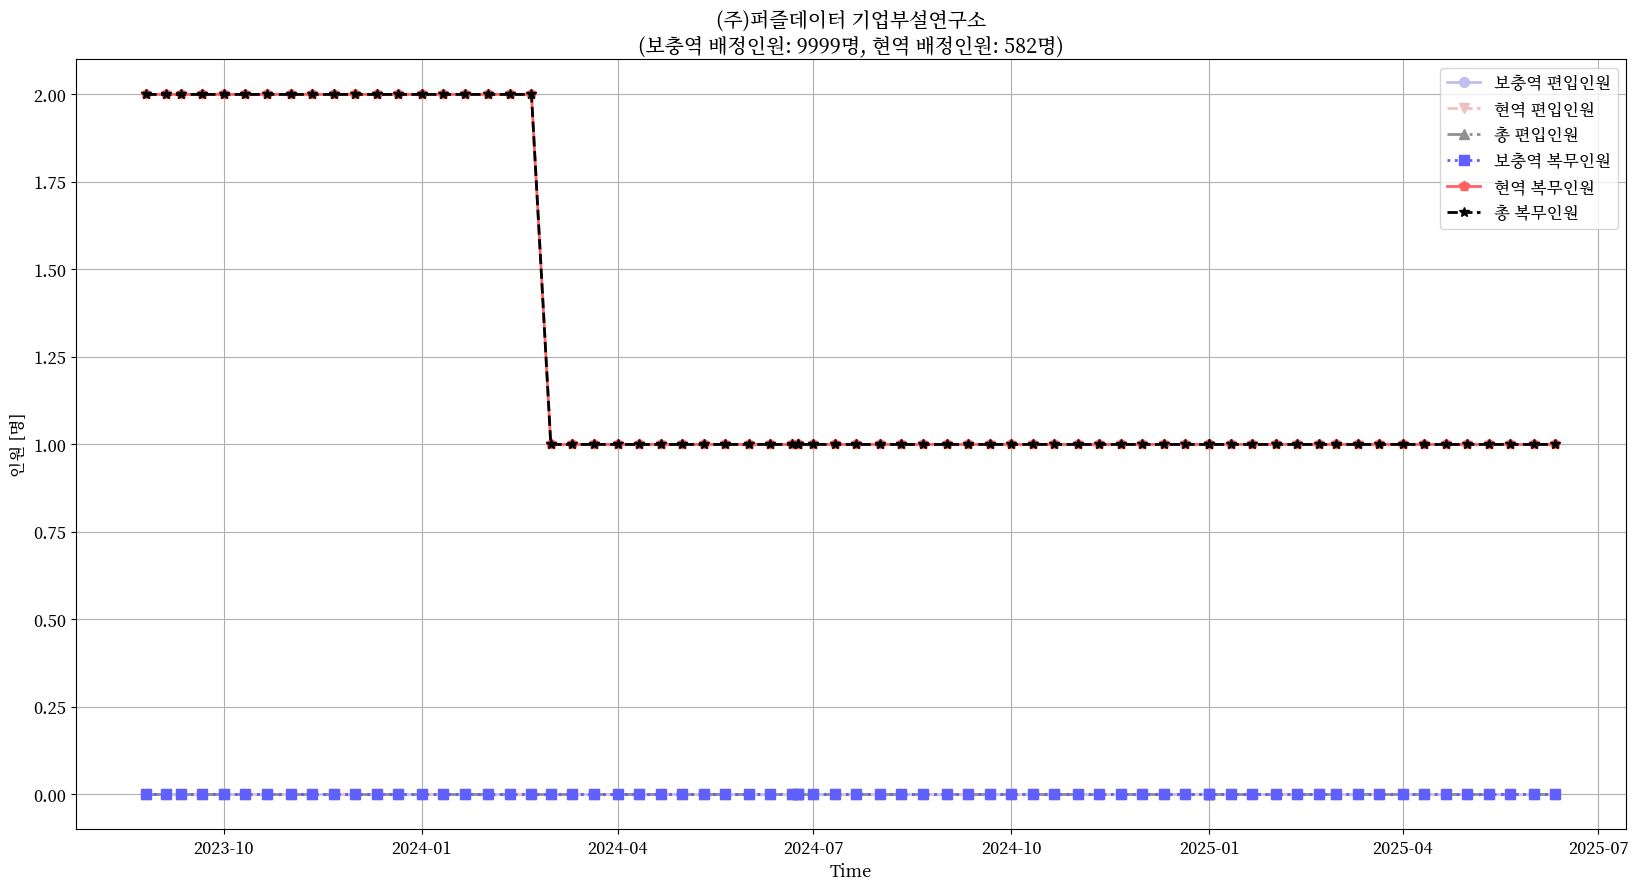 (주)퍼즐데이터 기업부설연구소
(보충역 배정인원: 9999명, 현역 배정인원: 582명)
보충역 편입인원
현역 편입인원
총 편입인원
보충역 복무인원
현역 복무인원
총 복무인원
인원 [명]
2.00
1.75
1.50
1.25
1.00
0.75
0.50
0.25
0.00
2023-10
2024-01
2024-04
2024-07
2024-10
2025-01
2025-04
2025-07
Time